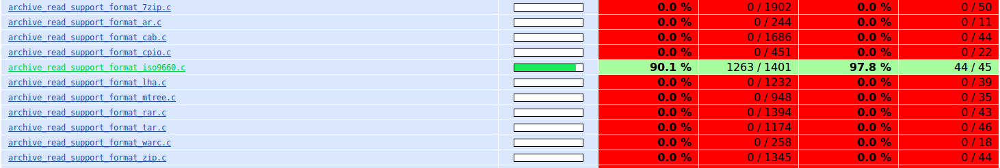 archive_read_support_format_7zip.c 0.0 % 0 / 1902 0.0 % 0 / 50
archive_read_support_format_ar.c 0.0 % 0 / 244 0.0 % 0 / 11
archive_read_support_format_cab.c 0.0 % 0 / 1686 0.0 % 0 / 44
archive_read_support_format_cpio.c 0.0 % 0 / 451 0.0 % 0 / 22
archive_read_support_format_iso9660.c 90.1 % 1263 / 1401 97.8 % 44 / 45
archive_read_support_format_lha.c 0.0 % 0 / 1232 0.0 % 0 / 39
archive_read_support_format_mtree.c 0.0 % 0 / 948 0.0 % 0 / 35
archive_read_support_format_rar.c 0.0 % 0 / 1394 0.0 % 0 / 43
archive_read_support_format_tar.c 0.0 % 0 / 1174 0.0 % 0 / 46
archive_read_support_format_warc.c 0.0 % 0 / 258 0.0 % 0 / 18
archive_read_support_format_zip.c 0.0 % 0 / 1345 0.0 % 0 / 44